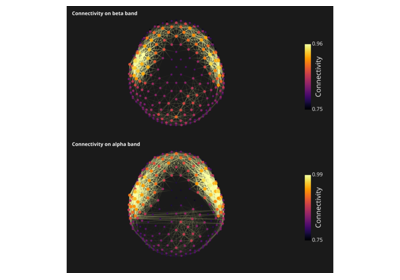 Connectivity on beta band
0.96
Connectivity
0.75
Connectivity on alpha band
0.99
Connectivity
0.75